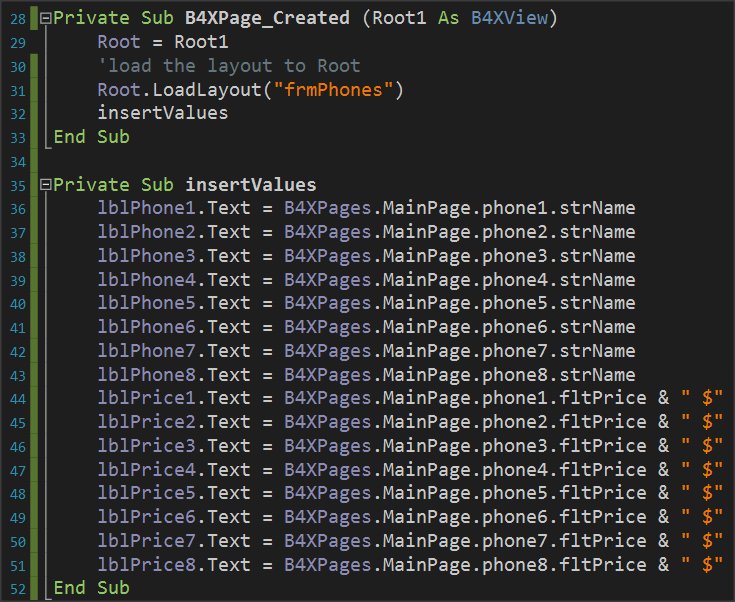 28 Private Sub B4XPage_Created (Root1 As B4XView)
29     Root = Root1
30     'load the layout to Root
31     Root.LoadLayout("frmPhones")
32     insertValues
33 End Sub
34
35 Private Sub insertValues
36     lblPhone1.Text = B4XPages.MainPage.phone1.strName
37     lblPhone2.Text = B4XPages.MainPage.phone2.strName
38     lblPhone3.Text = B4XPages.MainPage.phone3.strName
39     lblPhone4.Text = B4XPages.MainPage.phone4.strName
40     lblPhone5.Text = B4XPages.MainPage.phone5.strName
41     lblPhone6.Text = B4XPages.MainPage.phone6.strName
42     lblPhone7.Text = B4XPages.MainPage.phone7.strName
43     lblPhone8.Text = B4XPages.MainPage.phone8.strName
44     lblPrice1.Text = B4XPages.MainPage.phone1.fltPrice & " $"
45     lblPrice2.Text = B4XPages.MainPage.phone2.fltPrice & " $"
46     lblPrice3.Text = B4XPages.MainPage.phone3.fltPrice & " $"
47     lblPrice4.Text = B4XPages.MainPage.phone4.fltPrice & " $"
48     lblPrice5.Text = B4XPages.MainPage.phone5.fltPrice & " $"
49     lblPrice6.Text = B4XPages.MainPage.phone6.fltPrice & " $"
50     lblPrice7.Text = B4XPages.MainPage.phone7.fltPrice & " $"
51     lblPrice8.Text = B4XPages.MainPage.phone8.fltPrice & " $"
52 End Sub